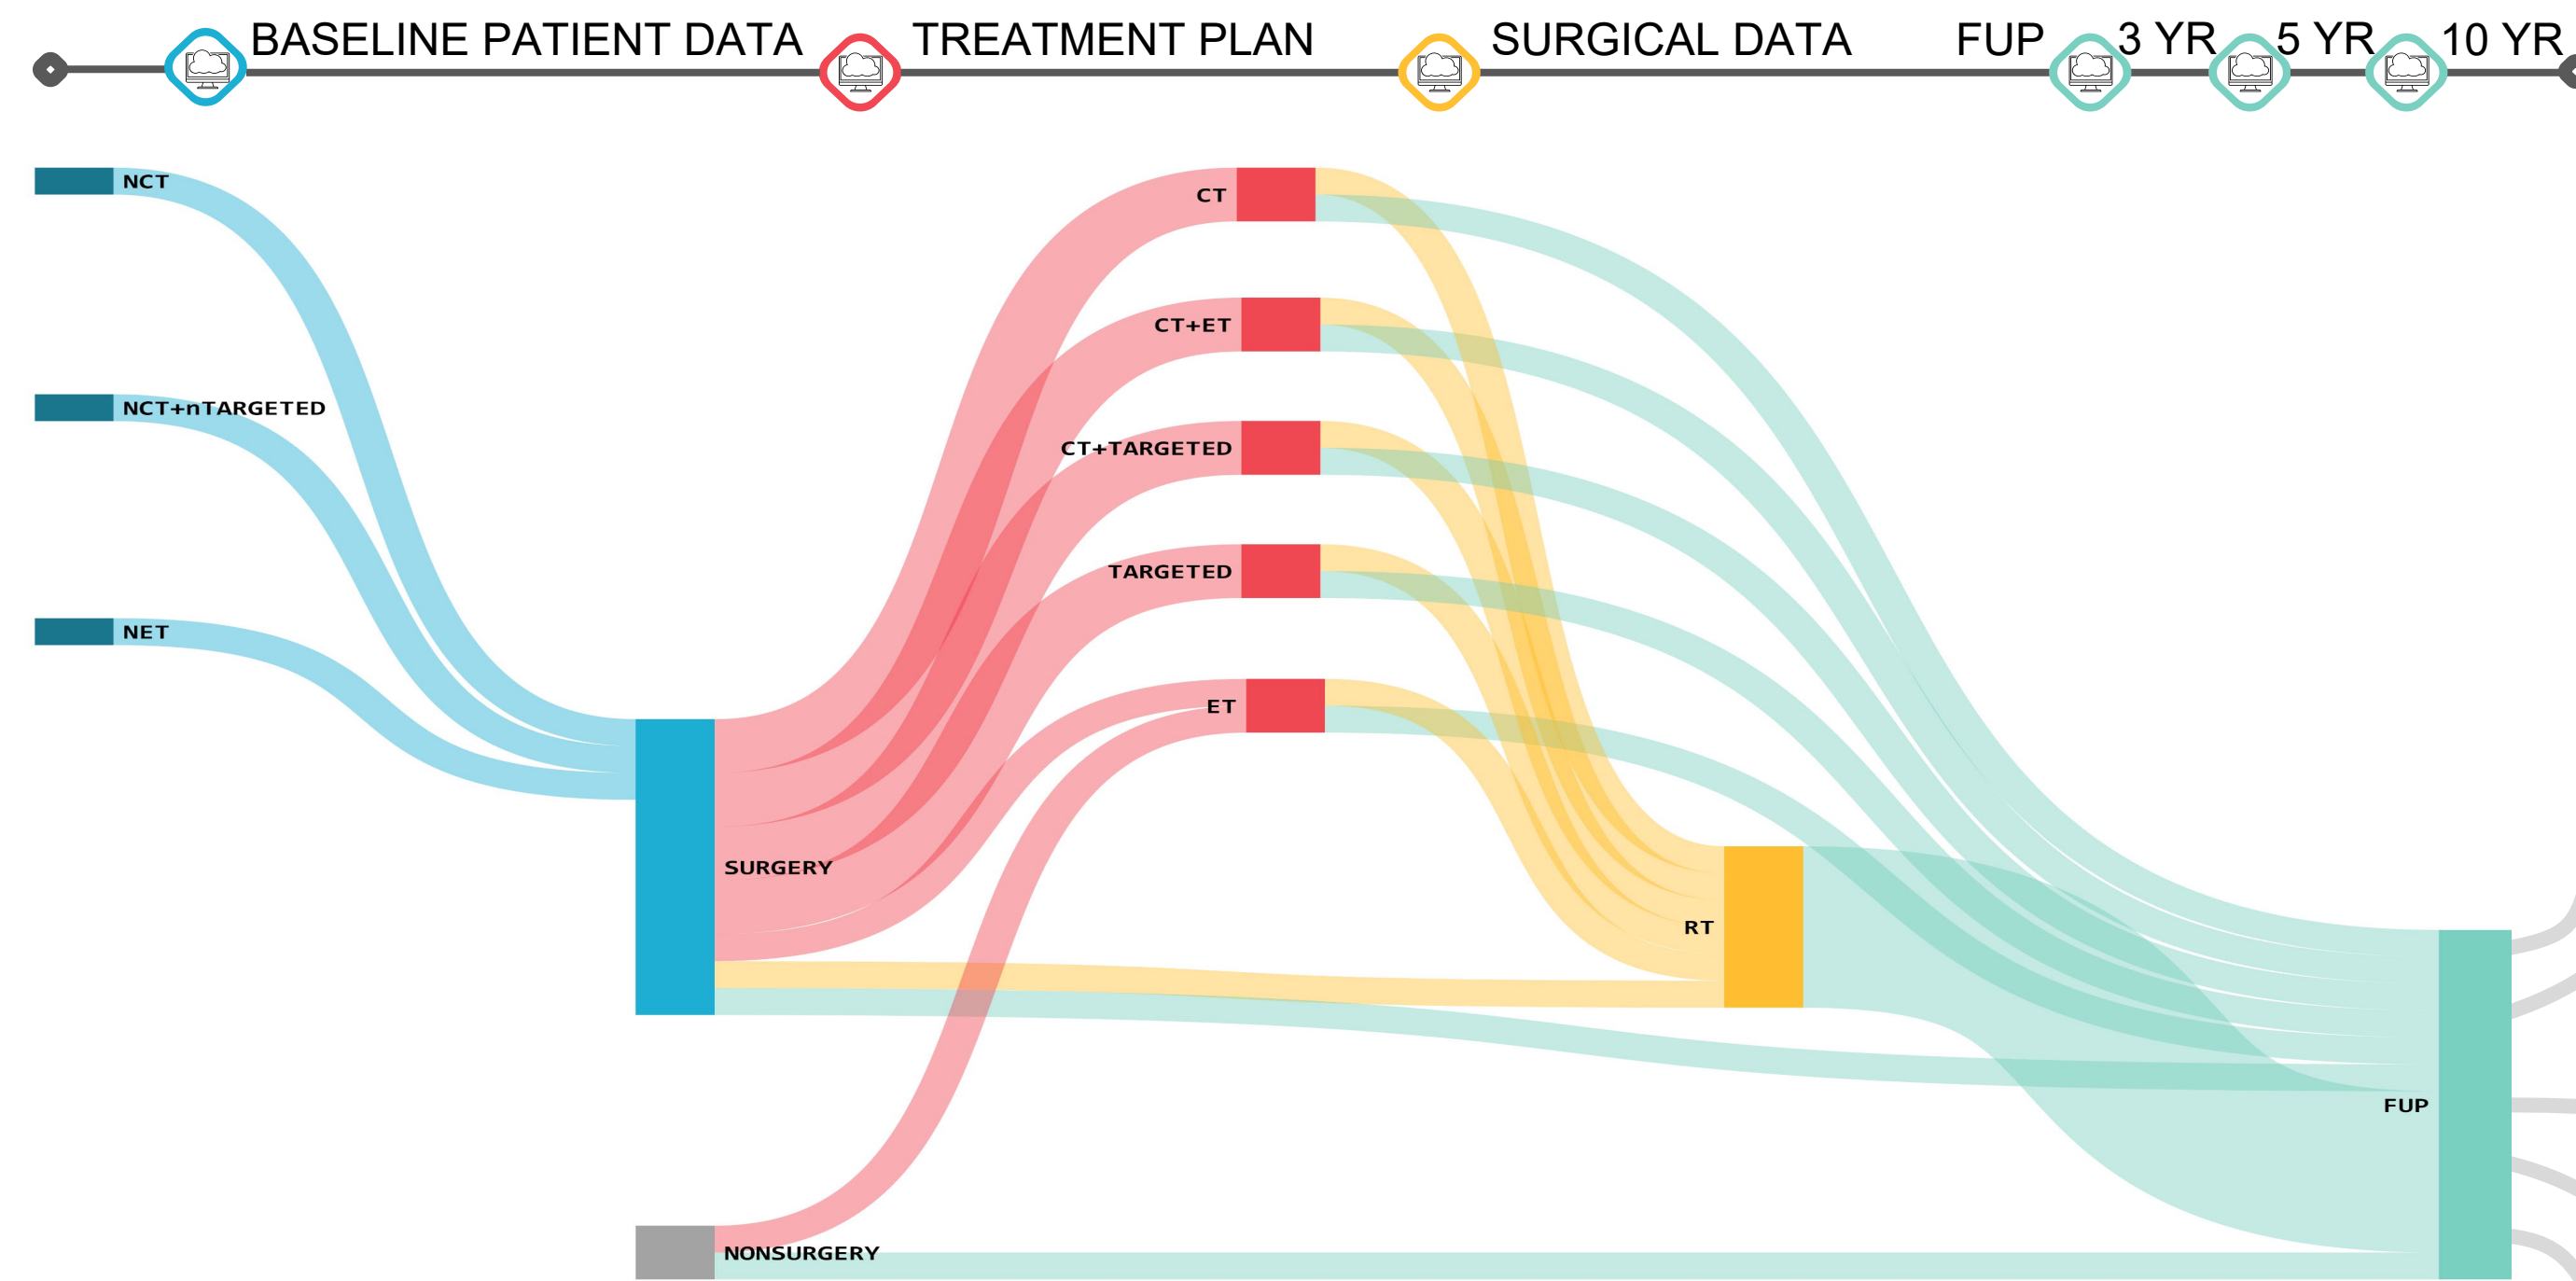 BASELINE PATIENT DATA
TREATMENT PLAN
SURGICAL DATA
FUP
3 YR
5 YR
10 YR
NCT
CT
CT+ET
NCT+nTARGETED
CT+TARGETED
TARGETED
NET
ET
SURGERY
RT
FUP
NONSURGERY